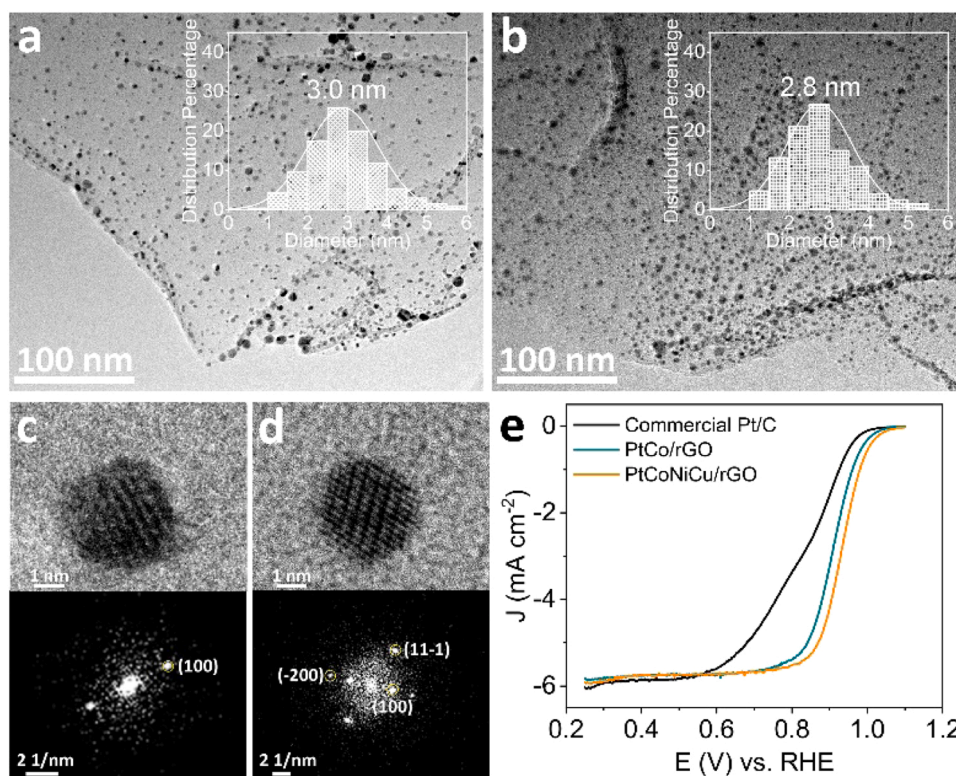 a
Distribution Percentage
40
30
20
10
0
3.0 nm
0 1 2 3 4 5 6
Diameter (nm)
100 nm
b
Distribution Percentage
40
30
20
10
0
2.8 nm
0 1 2 3 4 5 6
Diameter (nm)
100 nm
c
1 nm
(100)
2 1/nm
d
1 nm
(11-1)
(-200)
(100)
2 1/nm
e
Commercial Pt/C
PtCo/rGO
PtCoNiCu/rGO
J (mA cm⁻²)
0
-2
-4
-6
0.2 0.4 0.6 0.8 1.0 1.2
E (V) vs. RHE